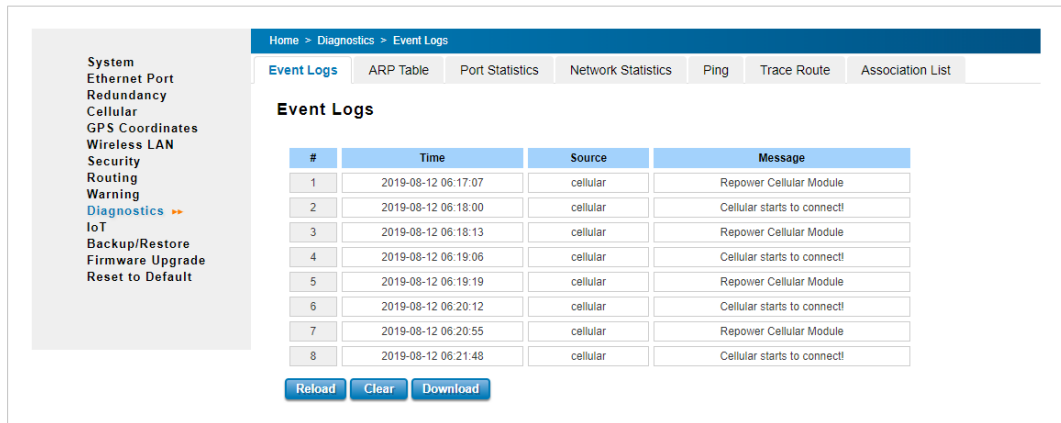 Home > Diagnostics > Event Logs
System
Ethernet Port
Redundancy
Cellular
GPS Coordinates
Wireless LAN
Security
Routing
Warning
Diagnostics
IoT
Backup/Restore
Firmware Upgrade
Reset to Default
Event Logs ARP Table Port Statistics Network Statistics Ping Trace Route Association List
Event Logs
# Time Source Message
1 2019-08-12 06:17:07 cellular Repower Cellular Module
2 2019-08-12 06:18:00 cellular Cellular starts to connect!
3 2019-08-12 06:18:13 cellular Repower Cellular Module
4 2019-08-12 06:19:06 cellular Cellular starts to connect!
5 2019-08-12 06:19:19 cellular Repower Cellular Module
6 2019-08-12 06:20:12 cellular Cellular starts to connect!
7 2019-08-12 06:20:55 cellular Repower Cellular Module
8 2019-08-12 06:21:48 cellular Cellular starts to connect!
Reload Clear Download